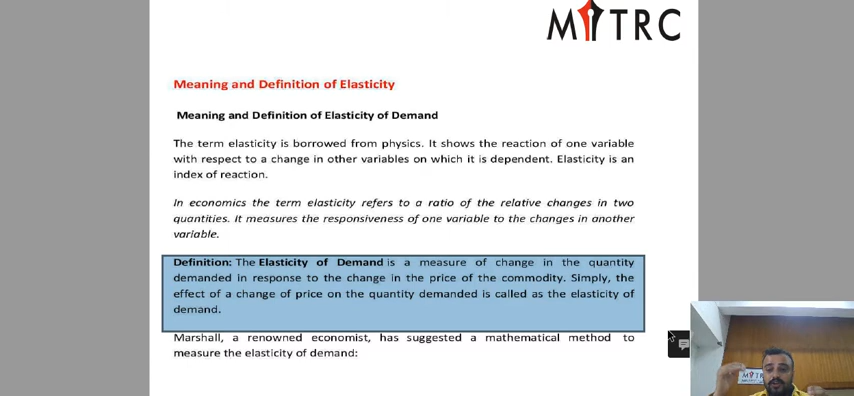 MITRC
Meaning and Definition of Elasticity
Meaning and Definition of Elasticity of Demand
The term elasticity is borrowed from physics. It shows the reaction of one variable
with respect to a change in other variables on which it is dependent. Elasticity is an
index of reaction.
In economics the term elasticity refers to a ratio of the relative changes in two
quantities. It measures the responsiveness of one variable to the changes in another
variable.
Definition: The Elasticity of Demand is a measure of change in the quantity
demanded in response to the change in the price of the commodity. Simply, the
effect of a change of price on the quantity demanded is called as the elasticity of
demand.
Marshall, a renowned economist, has suggested a mathematical method to
measure the elasticity of demand:
MITRC